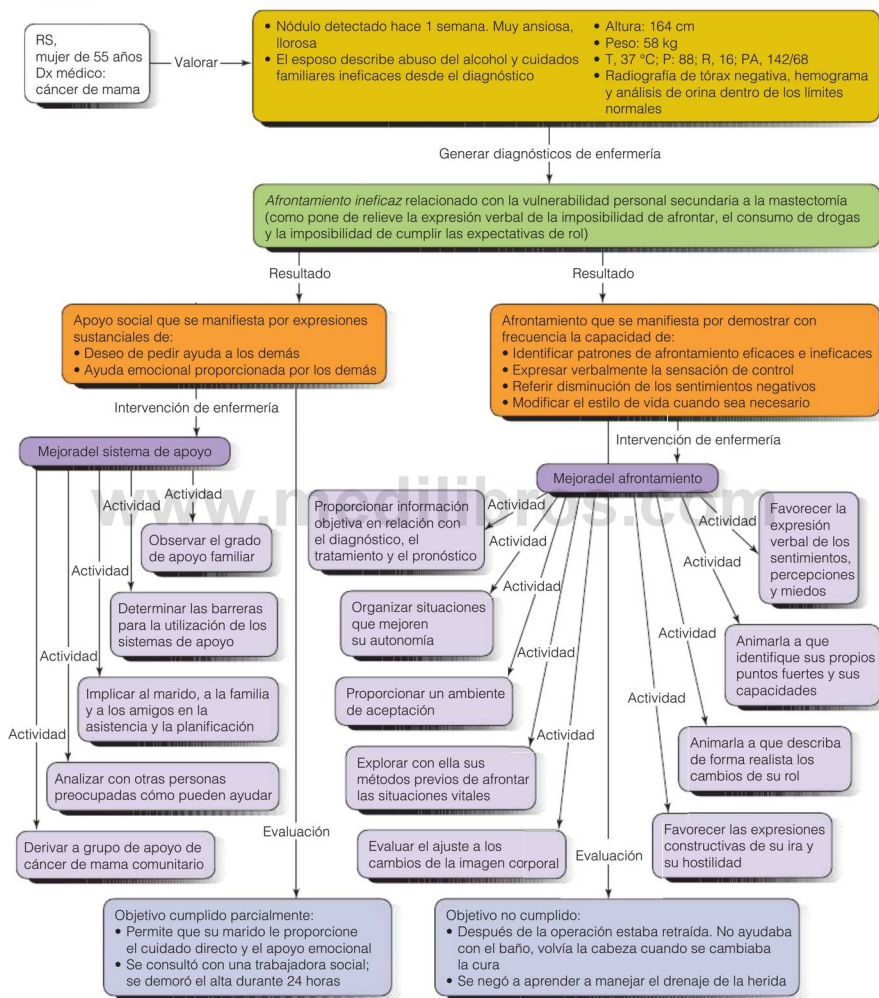 RS,
mujer de 55 años
Dx médico:
cáncer de mama
Valorar
• Nódulo detectado hace 1 semana. Muy ansiosa,
llorosa
• El esposo describe abuso del alcohol y cuidados
familiares ineficaces desde el diagnóstico
• Altura: 164 cm
• Peso: 58 kg
• T, 37 °C; P: 88; R, 16; PA, 142/68
• Radiografía de tórax negativa, hemograma
y análisis de orina dentro de los límites
normales
Generar diagnósticos de enfermería
Afrontamiento ineficaz relacionado con la vulnerabilidad personal secundaria a la mastectomía
(como pone de relieve la expresión verbal de la imposibilidad de afrontar, el consumo de drogas
y la imposibilidad de cumplir las expectativas de rol)
Resultado
Resultado
Apoyo social que se manifiesta por expresiones
sustanciales de:
• Deseo de pedir ayuda a los demás
• Ayuda emocional proporcionada por los demás
Afrontamiento que se manifiesta por demostrar con
frecuencia la capacidad de:
• Identificar patrones de afrontamiento eficaces e ineficaces
• Expresar verbalmente la sensación de control
• Referir disminución de los sentimientos negativos
• Modificar el estilo de vida cuando sea necesario
Intervención de enfermería
Intervención de enfermería
Mejoradel sistema de apoyo
Mejoradel afrontamiento
www.medilibros.com
Actividad
Observar el grado
de apoyo familiar
Actividad
Determinar las barreras
para la utilización de los
sistemas de apoyo
Actividad
Implicar al marido, a la familia
y a los amigos en la
asistencia y la planificación
Actividad
Analizar con otras personas
preocupadas cómo pueden ayudar
Actividad
Derivar a grupo de apoyo de
cáncer de mama comunitario
Actividad
Proporcionar información
objetiva en relación con
el diagnóstico, el
tratamiento y el pronóstico
Actividad
Organizar situaciones
que mejoren
su autonomía
Actividad
Proporcionar un ambiente
de aceptación
Actividad
Explorar con ella sus
métodos previos de afrontar
las situaciones vitales
Actividad
Evaluar el ajuste a los
cambios de la imagen corporal
Actividad
Favorecer la
expresión
verbal de los
sentimientos,
percepciones
y miedos
Actividad
Animarla a que
identifique sus propios
puntos fuertes y sus
capacidades
Actividad
Animarla a que describa
de forma realista los
cambios de su rol
Actividad
Favorecer las expresiones
constructivas de su ira y
su hostilidad
Evaluación
Evaluación
Objetivo cumplido parcialmente:
• Permite que su marido le proporcione
el cuidado directo y el apoyo emocional
• Se consultó con una trabajadora social;
se demoró el alta durante 24 horas
Objetivo no cumplido:
• Después de la operación estaba retraída. No ayudaba
con el baño, volvía la cabeza cuando se cambiaba
la cura
• Se negó a aprender a manejar el drenaje de la herida